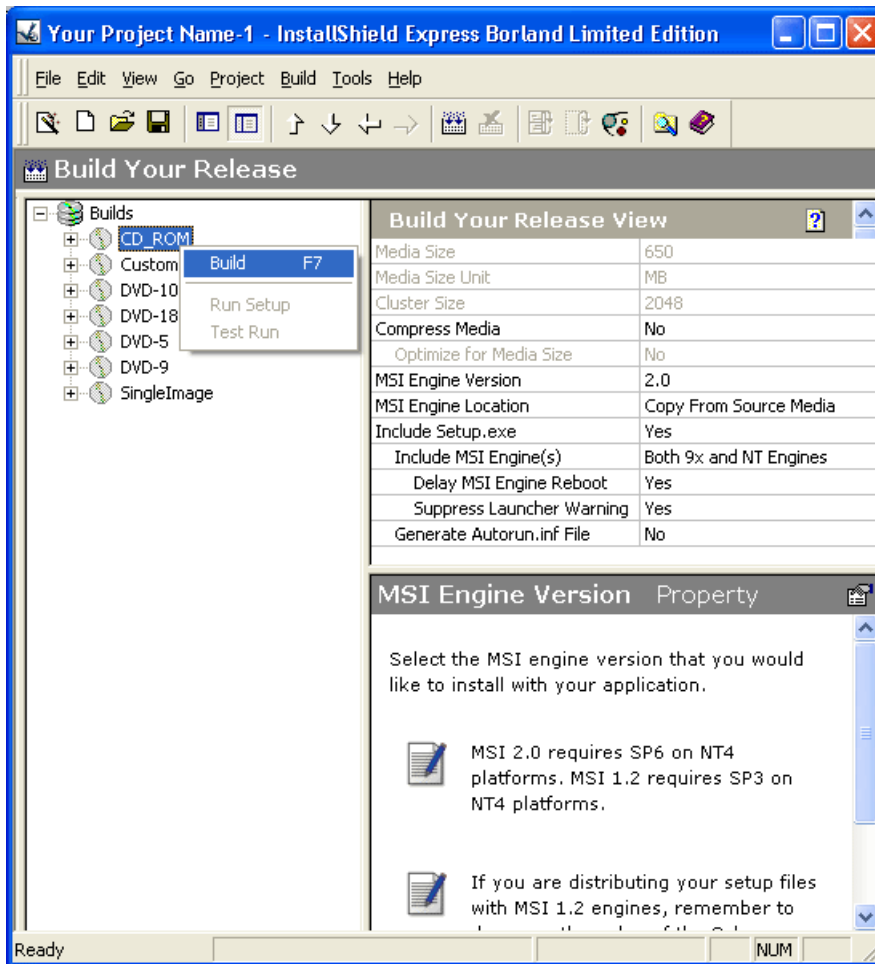 Your Project Name-1 - InstallShield Express Borland Limited Edition
File Edit View Go Project Build Tools Help
Build Your Release
Builds
CD_ROM
Custom
DVD-10
DVD-18
DVD-5
DVD-9
SingleImage
Build F7
Run Setup
Test Run
Build Your Release View
Media Size 650
Media Size Unit MB
Cluster Size 2048
Compress Media No
Optimize for Media Size No
MSI Engine Version 2.0
MSI Engine Location Copy From Source Media
Include Setup.exe Yes
Include MSI Engine(s) Both 9x and NT Engines
Delay MSI Engine Reboot Yes
Suppress Launcher Warning Yes
Generate Autorun.inf File No
MSI Engine Version Property
Select the MSI engine version that you would
like to install with your application.
MSI 2.0 requires SP6 on NT4
platforms. MSI 1.2 requires SP3 on
NT4 platforms.
If you are distributing your setup files
with MSI 1.2 engines, remember to
Ready NUM